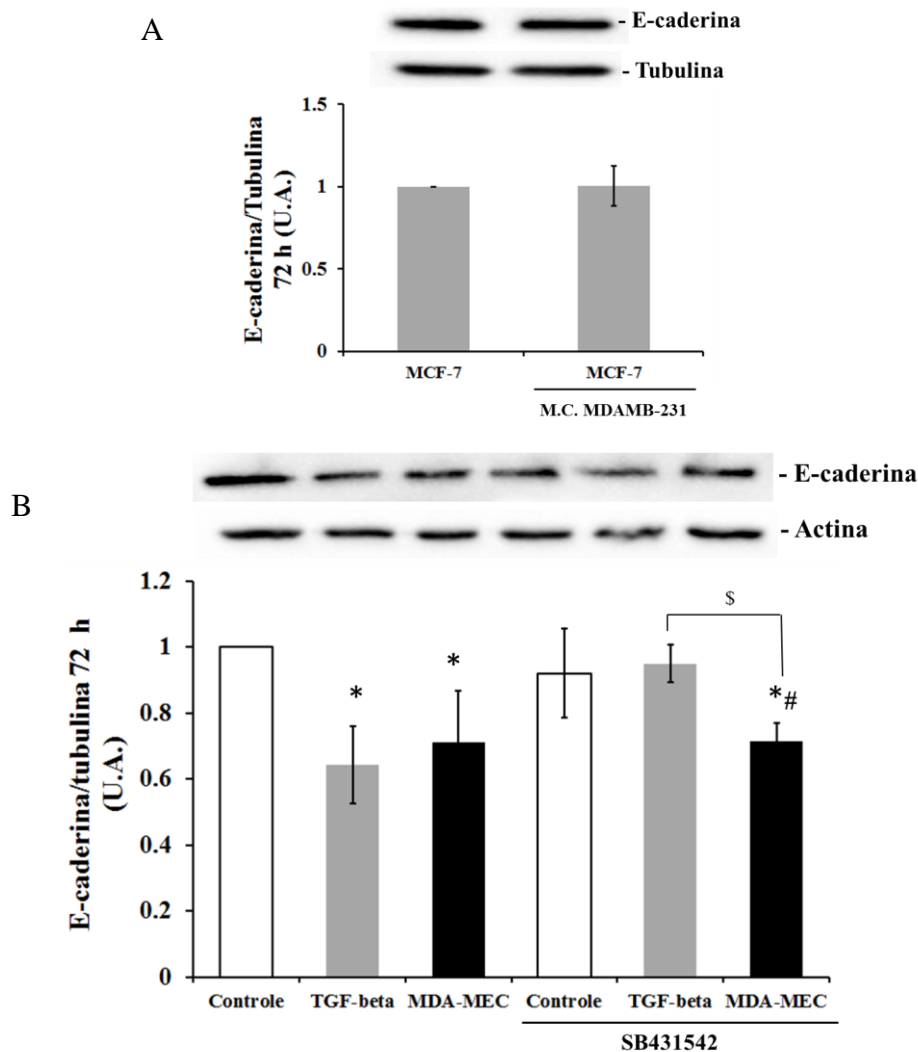 A
- E-caderina
- Tubulina
E-caderina/Tubulina
72 h (U.A.)
1.5
1
0.5
0
MCF-7
MCF-7
M.C. MDAMB-231
B
- E-caderina
- Actina
E-caderina/tubulina 72 h
(U.A.)
1.2
1
0.8
0.6
0.4
0.2
0
*
*
$
*#
Controle TGF-beta MDA-MEC Controle TGF-beta MDA-MEC
SB431542